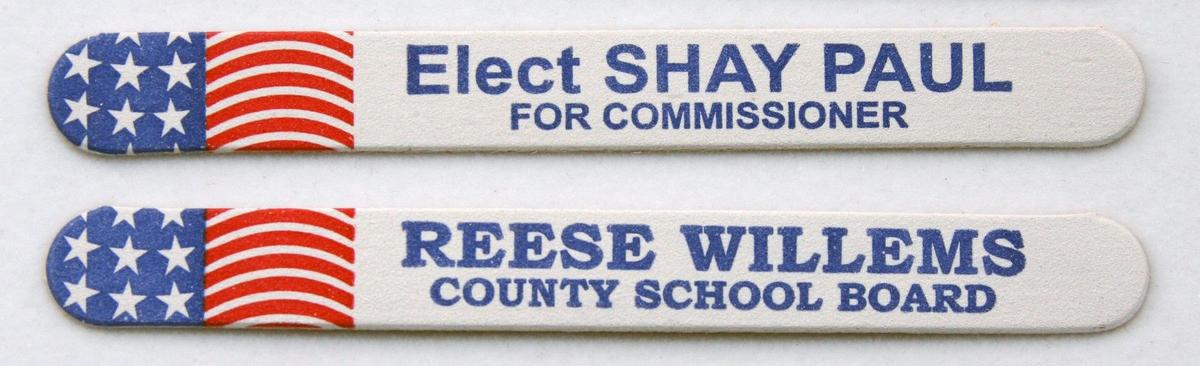 Elect SHAY PAUL
FOR COMMISSIONER
REESE WILLEMS
COUNTY SCHOOL BOARD